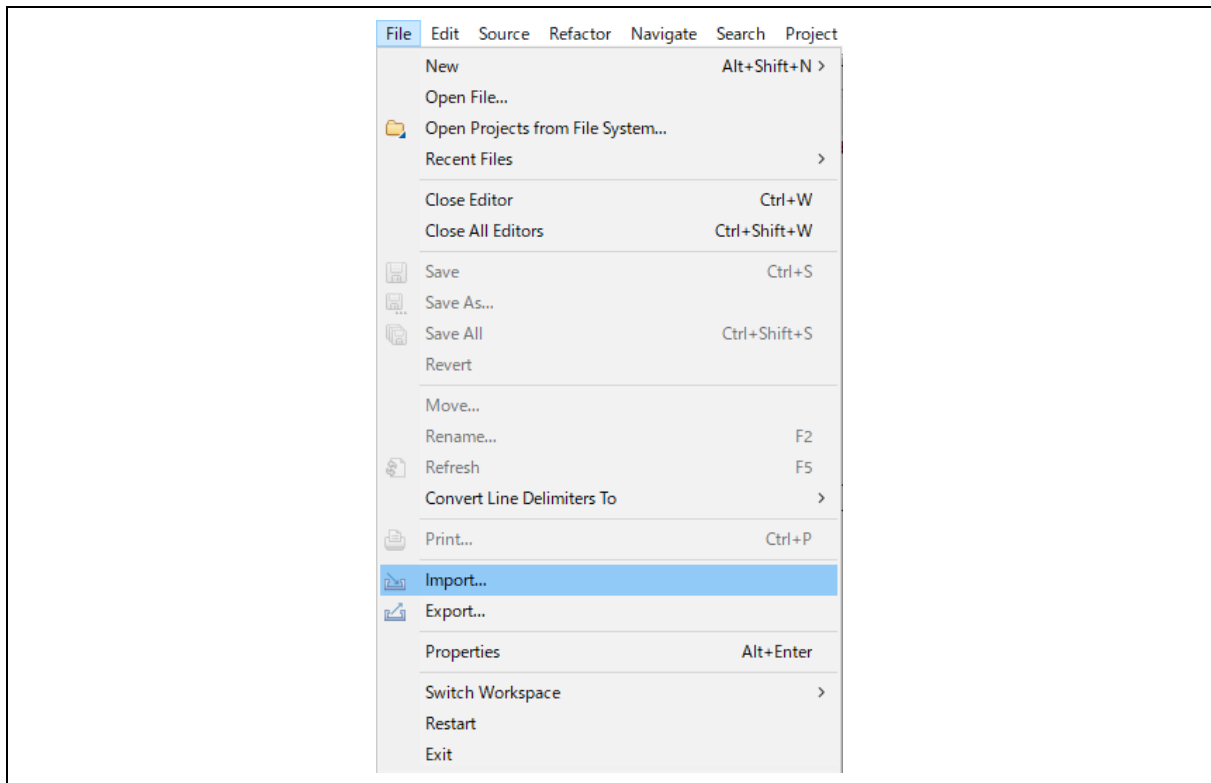 File Edit Source Refactor Navigate Search Project
New Alt+Shift+N >
Open File...
Open Projects from File System...
Recent Files >
Close Editor Ctrl+W
Close All Editors Ctrl+Shift+W
Save Ctrl+S
Save As...
Save All Ctrl+Shift+S
Revert
Move...
Rename... F2
Refresh F5
Convert Line Delimiters To >
Print... Ctrl+P
Import...
Export...
Properties Alt+Enter
Switch Workspace >
Restart
Exit